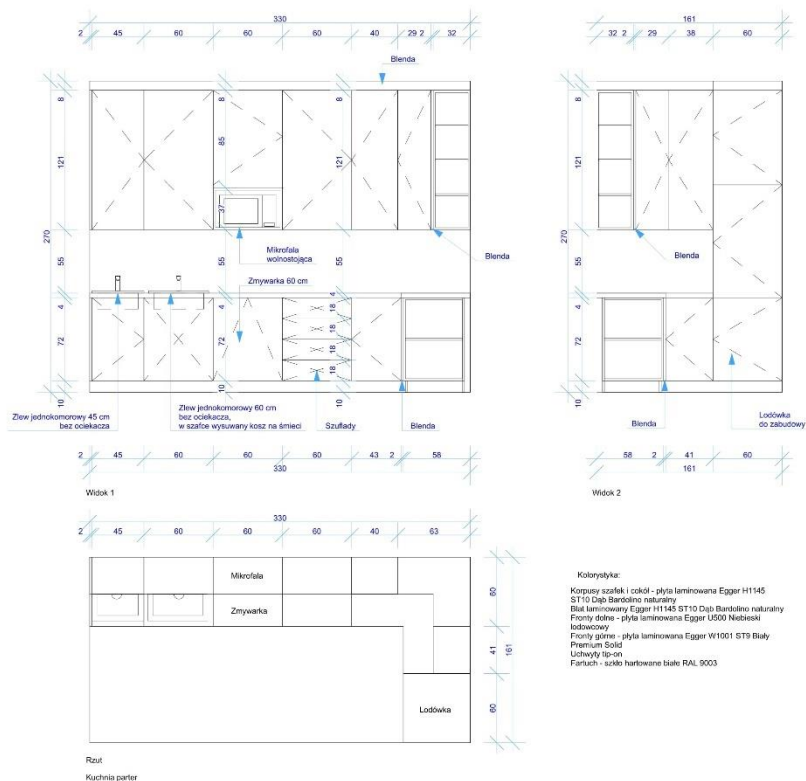 330
2 45 60 60 60 40 29 2 32
Blenda
8 8 8
85
121 121
37
270
55 55
Mikrofala
wolnostojąca
Blenda
Zmywarka 60 cm
4 4 4
18
18
72 72
18
18
10 10
Zlew jednokomorowy 45 cm
bez ociekacza
Zlew jednokomorowy 60 cm
bez ociekacza,
w szafce wysuwany kosz na śmieci
Szuflady
Blenda
2 45 60 60 60 43 2 58
330
Widok 1
161
32 2 29 38 60
8
121
270
55
Blenda
4
72
10
Blenda
Lodówka
do zabudowy
58 2 41 60
161
Widok 2
330
2 45 60 60 60 40 63
Mikrofala
Zmywarka
60
41
161
60
Lodówka
Rzut
Kuchnia parter
Kolorystyka:
Korpusy szafek i cokół - płyta laminowana Egger H1145
ST10 Dąb Bardolino naturalny
Blat laminowany Egger H1145 ST10 Dąb Bardolino naturalny
Fronty dolne - płyta laminowana Egger U500 Niebieski
lodowcowy
Fronty górne - płyta laminowana Egger W1001 ST9 Biały
Premium Solid
Uchwyty tip-on
Fartuch - szkło hartowane białe RAL 9003